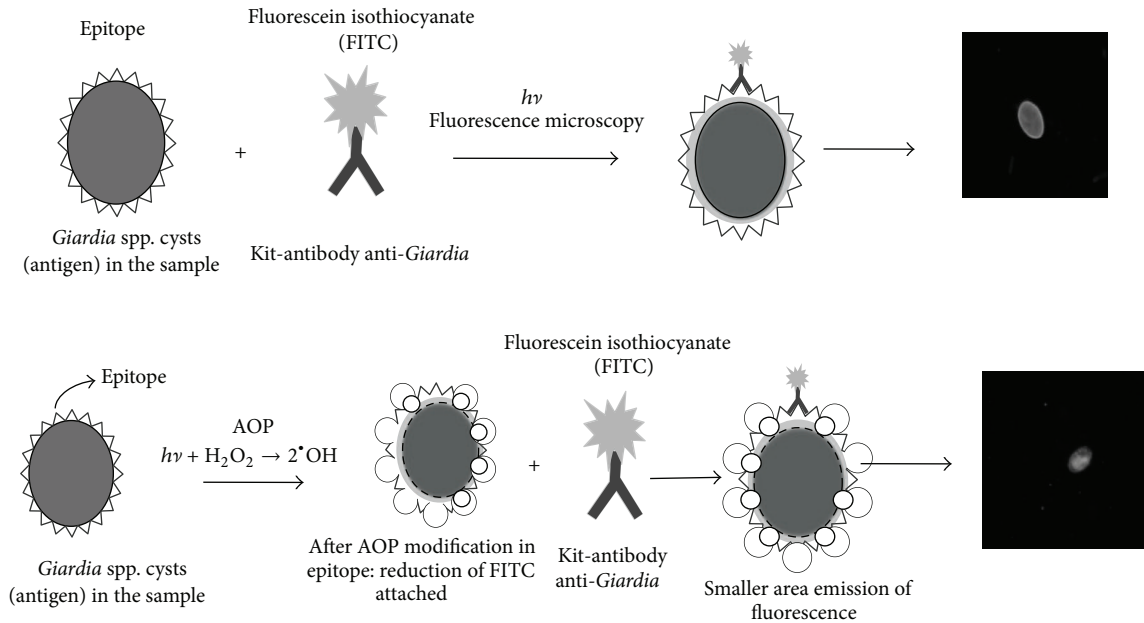 Epitope
Fluorescein isothiocyanate
(FITC)
+
hν
Fluorescence microscopy
Giardia spp. cysts
(antigen) in the sample
Kit-antibody anti-Giardia
Epitope
AOP
hν + H₂O₂ → 2•OH
Giardia spp. cysts
(antigen) in the sample
After AOP modification in
epitope: reduction of FITC
attached
+
Fluorescein isothiocyanate
(FITC)
Kit-antibody
anti-Giardia
Smaller area emission of
fluorescence